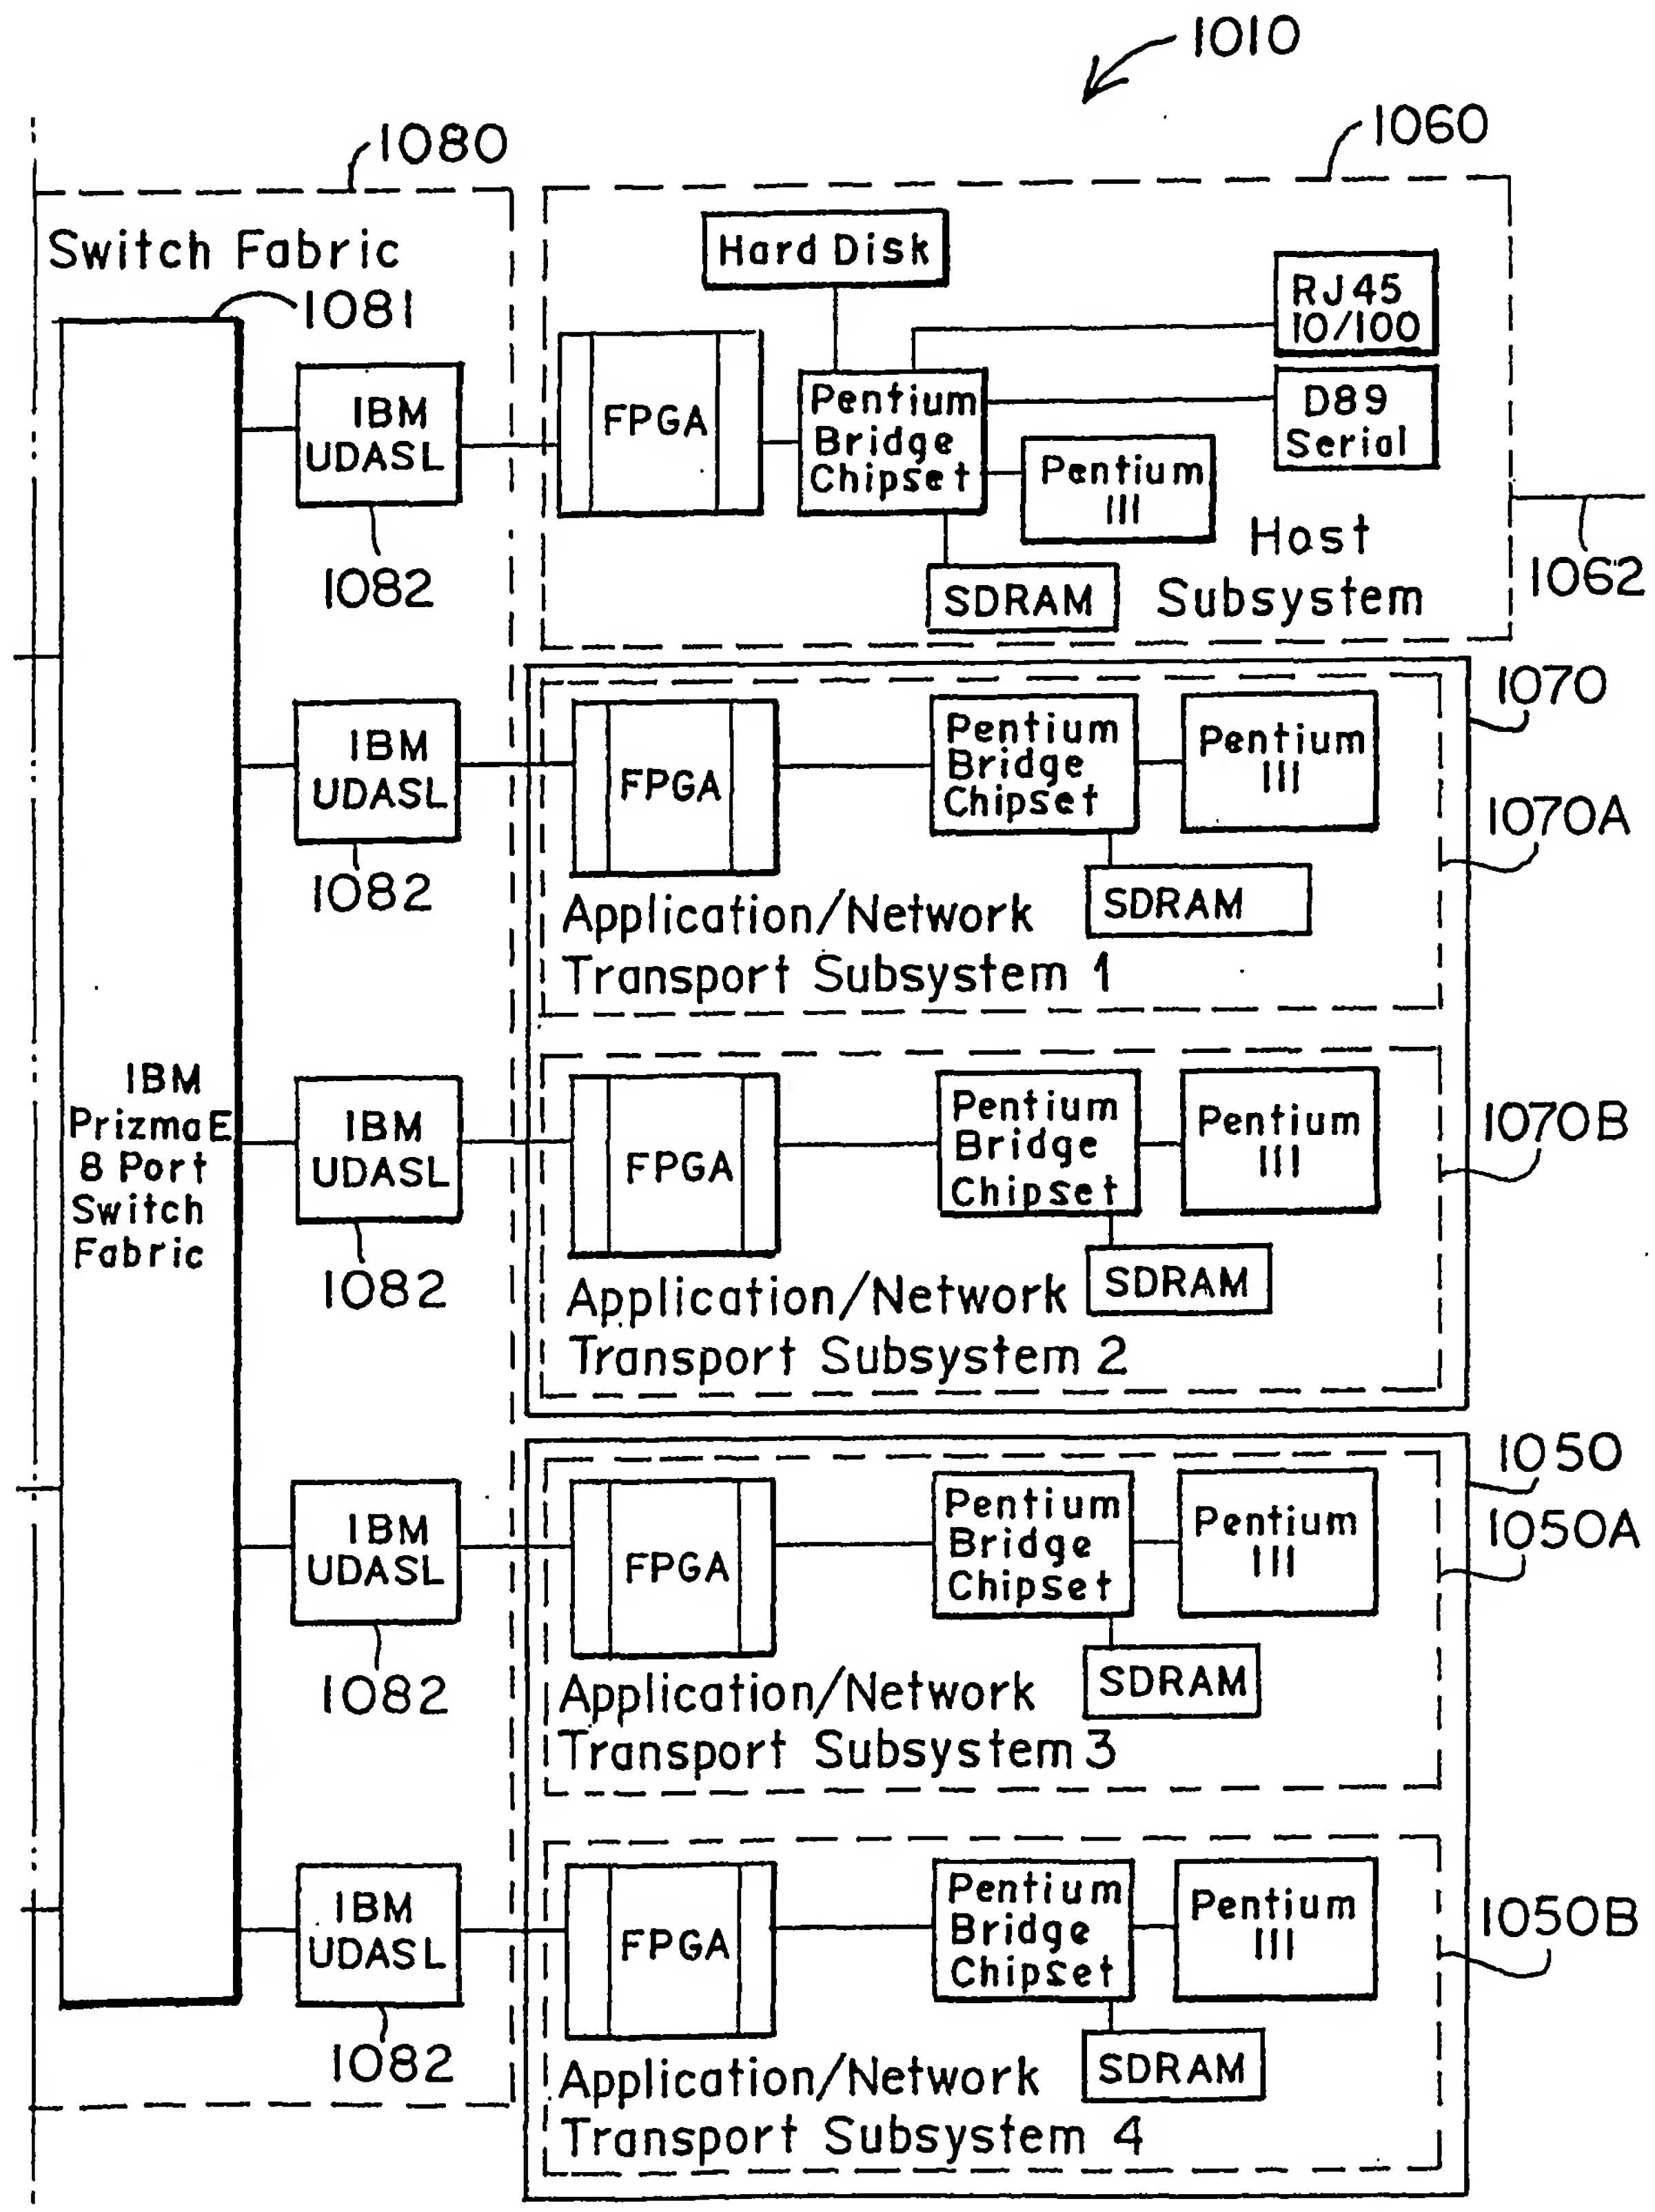 1010
1080
1060
Switch Fabric
1081
Hard Disk
RJ45
10/100
IBM
UDASL
1082
FPGA
Pentium
Bridge
Chipset
D89
Serial
Pentium
III
SDRAM
Host
Subsystem
1062
1070
IBM
UDASL
1082
FPGA
Pentium
Bridge
Chipset
Pentium
III
1070A
SDRAM
Application/Network
Transport Subsystem 1
IBM
PrizmaE
8 Port
Switch
Fabric
IBM
UDASL
1082
FPGA
Pentium
Bridge
Chipset
Pentium
III
1070B
SDRAM
Application/Network
Transport Subsystem 2
1050
IBM
UDASL
1082
FPGA
Pentium
Bridge
Chipset
Pentium
III
1050A
SDRAM
Application/Network
Transport Subsystem 3
IBM
UDASL
1082
FPGA
Pentium
Bridge
Chipset
Pentium
III
1050B
SDRAM
Application/Network
Transport Subsystem 4